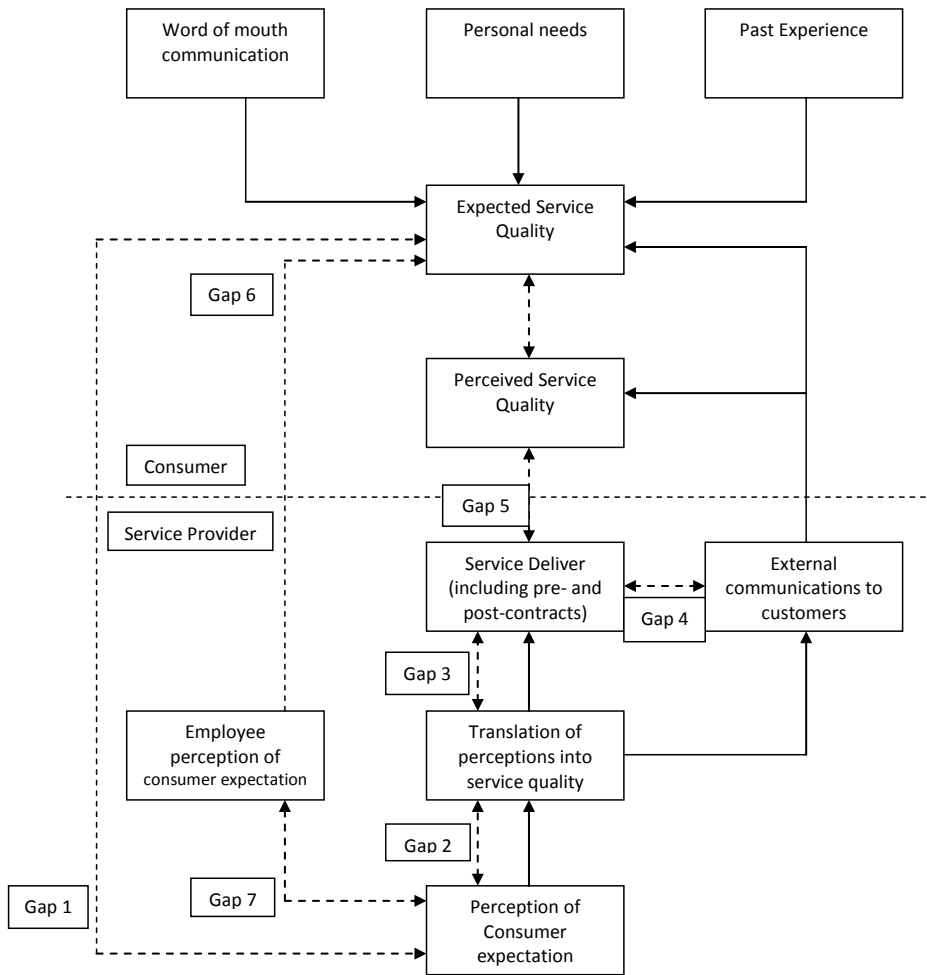 Word of mouth
communication
Personal needs
Past Experience
Expected Service
Quality
Gap 6
Perceived Service
Quality
Consumer
Gap 5
Service Provider
Service Deliver
(including pre- and
post-contracts)
External
communications to
customers
Gap 4
Gap 3
Employee
perception of
consumer expectation
Translation of
perceptions into
service quality
Gap 2
Gap 7
Gap 1
Perception of
Consumer
expectation